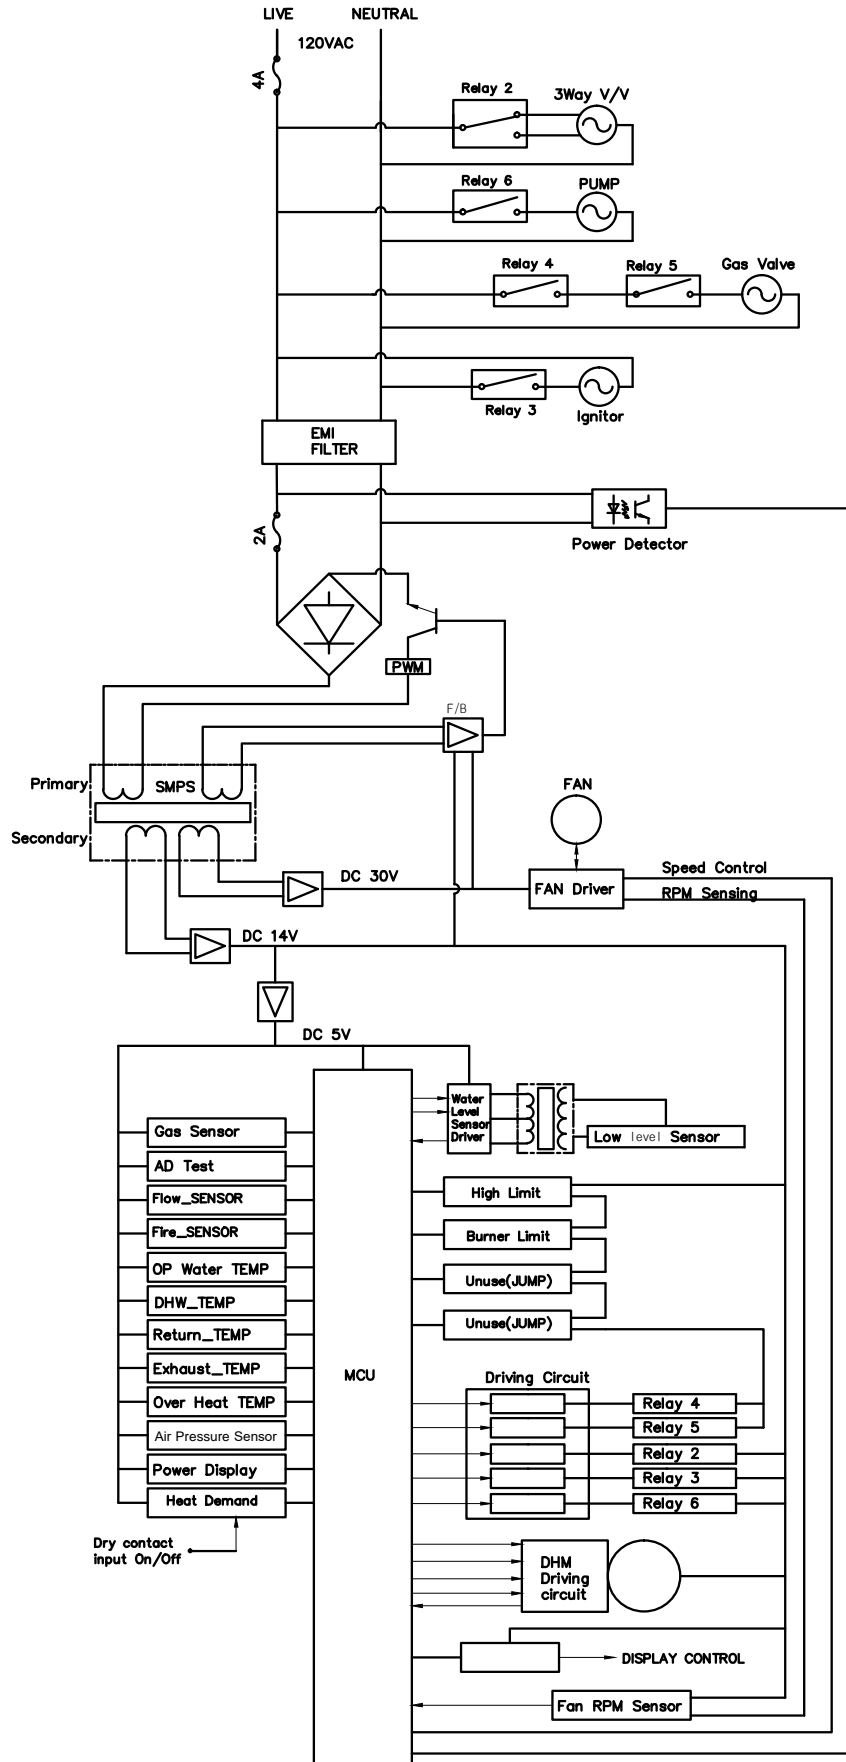 LIVE
NEUTRAL
120VAC
4A
Relay 2
3Way V/V
Relay 6
PUMP
Relay 4
Relay 5
Gas Valve
Relay 3
Ignitor
EMI
FILTER
2A
Power Detector
PWM
F/B
Primary
SMPS
Secondary
FAN
DC 30V
FAN Driver
Speed Control
RPM Sensing
DC 14V
DC 5V
Water
Level
Sensor
Driver
Low level Sensor
Gas Sensor
AD Test
Flow_SENSOR
Fire_SENSOR
OP Water TEMP
DHW_TEMP
Return_TEMP
Exhaust_TEMP
Over Heat TEMP
Air Pressure Sensor
Power Display
Heat Demand
Dry contact
input On/Off
MCU
High Limit
Burner Limit
Unuse(JUMP)
Unuse(JUMP)
Driving Circuit
Relay 4
Relay 5
Relay 2
Relay 3
Relay 6
DHM
Driving
circuit
DISPLAY CONTROL
Fan RPM Sensor